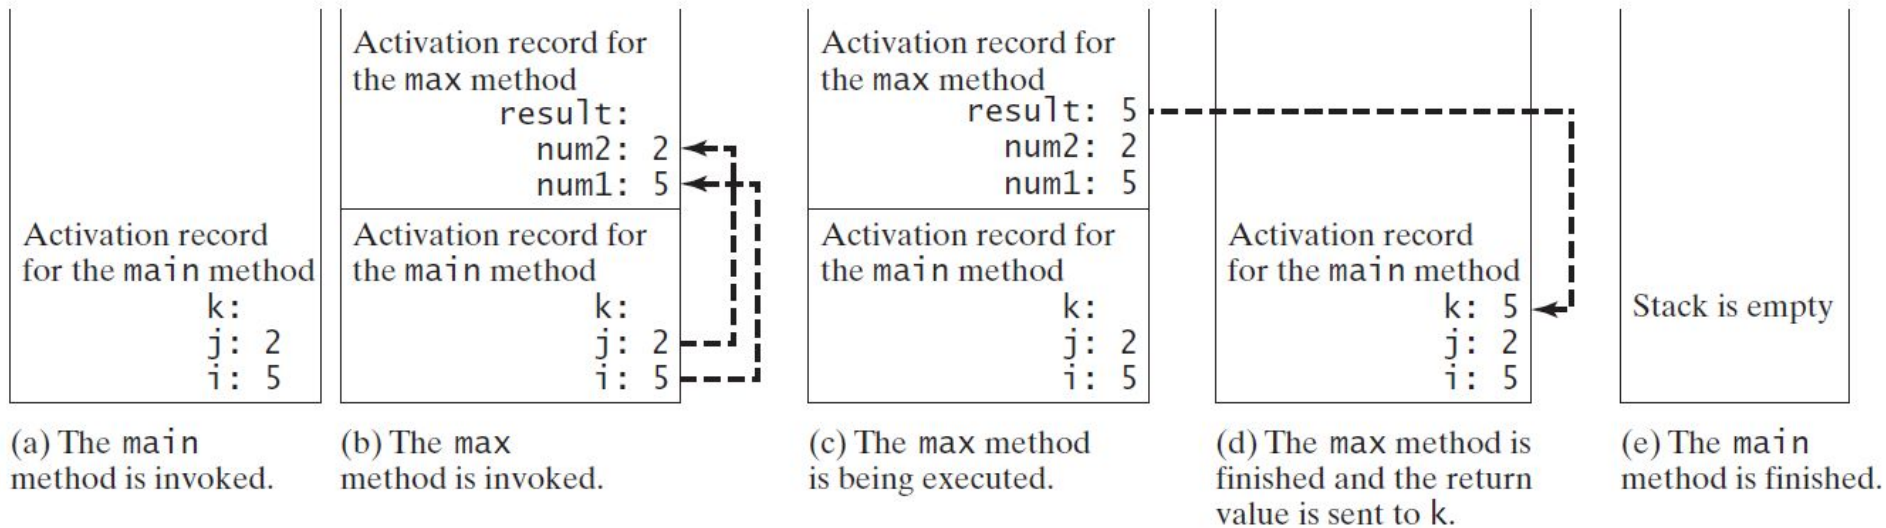 Activation record
for the main method
k:
j: 2
i: 5
(a) The main
method is invoked.
Activation record for
the max method
result:
num2: 2
num1: 5
Activation record for
the main method
k:
j: 2
i: 5
(b) The max
method is invoked.
Activation record for
the max method
result: 5
num2: 2
num1: 5
Activation record for
the main method
k:
j: 2
i: 5
(c) The max method
is being executed.
Activation record
for the main method
k: 5
j: 2
i: 5
(d) The max method is
finished and the return
value is sent to k.
Stack is empty
(e) The main
method is finished.